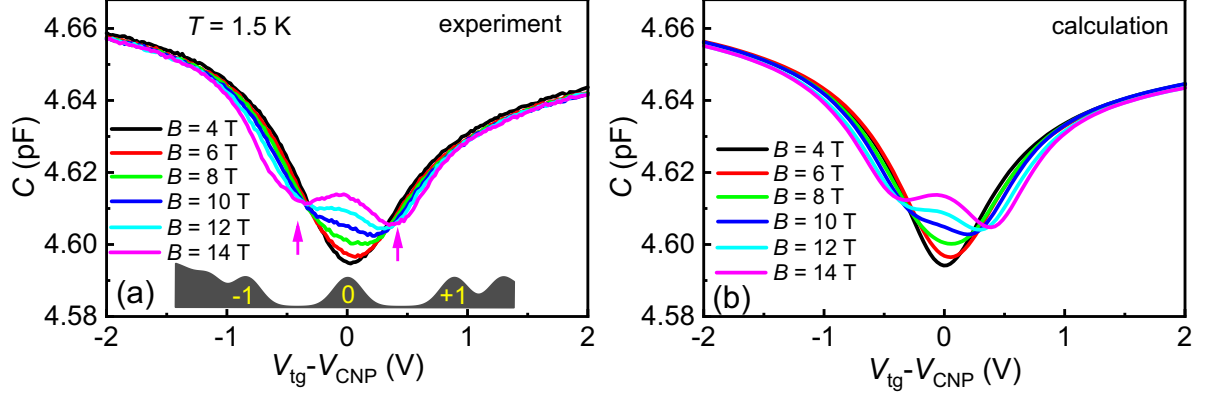 4.66
4.64
4.62
4.60
4.58
C (pF)
T = 1.5 K
experiment
B = 4 T
B = 6 T
B = 8 T
B = 10 T
B = 12 T
B = 14 T
(a)
-1
0
+1
-2
-1
0
1
2
Vtg-VCNP (V)
4.66
4.64
4.62
4.60
4.58
C (pF)
calculation
B = 4 T
B = 6 T
B = 8 T
B = 10 T
B = 12 T
B = 14 T
(b)
-2
-1
0
1
2
Vtg-VCNP (V)